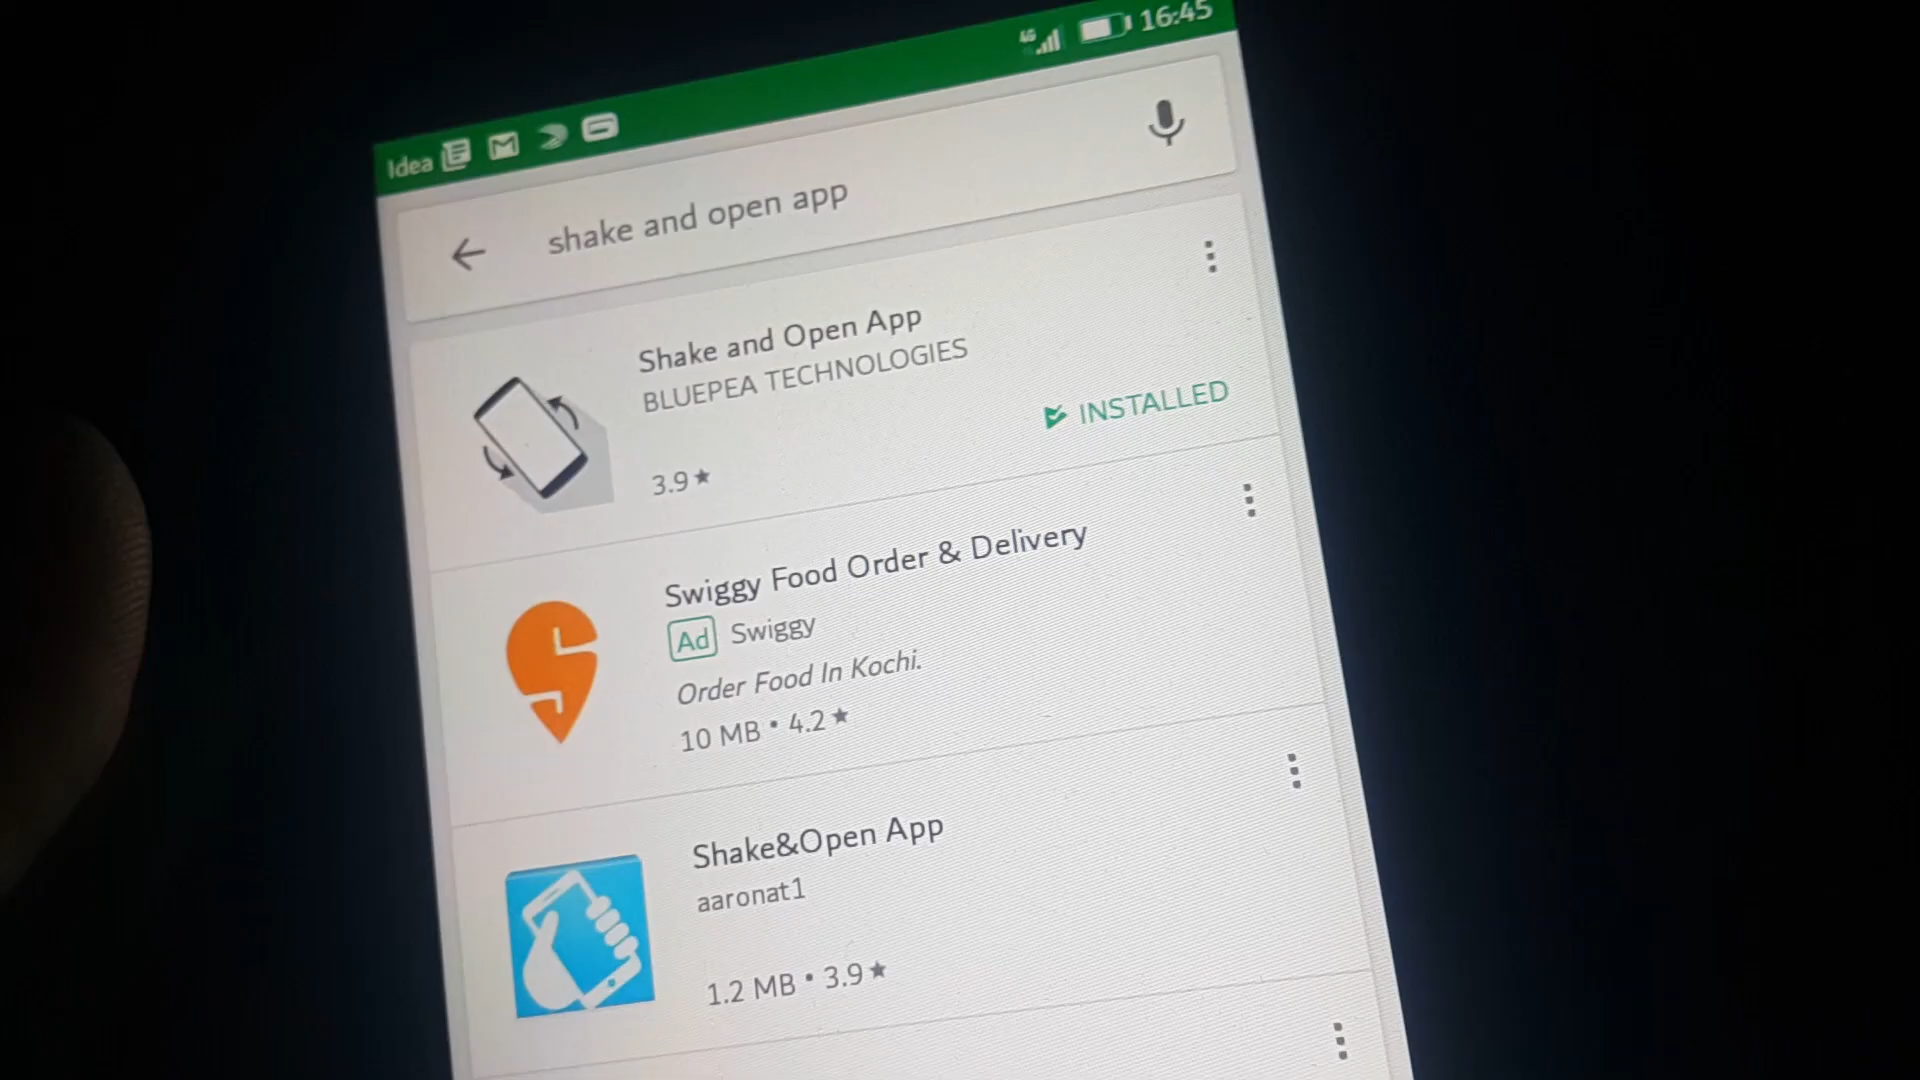 Idea 4G 16:45
shake and open app
Shake and Open App
BLUEPEA TECHNOLOGIES
INSTALLED
3.9 ★
Swiggy Food Order & Delivery
Ad Swiggy
Order Food In Kochi.
10 MB • 4.2 ★
Shake&Open App
aaronat1
1.2 MB • 3.9 ★